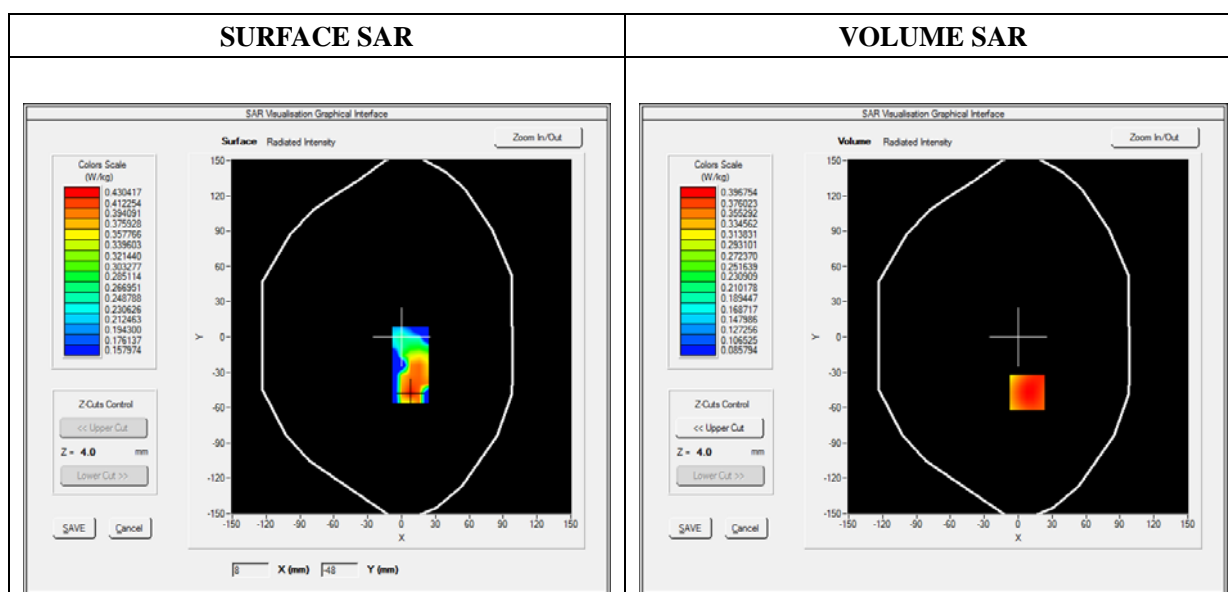 SURFACE SAR
VOLUME SAR
SAR Visualisation Graphical Interface
Surface Radiated Intensity
Zoom In/Out
Colors Scale
(W/kg)
0.430417
0.412254
0.394091
0.375928
0.357766
0.339603
0.321440
0.303277
0.285114
0.266951
0.248788
0.230626
0.212463
0.194300
0.176137
0.157974
Z-Cuts Control
<< Upper Cut
Z = 4.0 mm
Lower Cut >>
SAVE Cancel
150
120
90
60
30
0
-30
-60
-90
-120
-150
Y
-150 -120 -90 -60 -30 0 30 60 90 120 150
X
8 X (mm) -48 Y (mm)
SAR Visualisation Graphical Interface
Volume Radiated Intensity
Zoom In/Out
Colors Scale
(W/kg)
0.396754
0.376023
0.355292
0.334562
0.313831
0.293101
0.272370
0.251639
0.230909
0.210178
0.189447
0.168717
0.147986
0.127256
0.106525
0.085794
Z-Cuts Control
<< Upper Cut
Z = 4.0 mm
Lower Cut >>
SAVE Cancel
150
120
90
60
30
0
-30
-60
-90
-120
-150
Y
-150 -120 -90 -60 -30 0 30 60 90 120 150
X